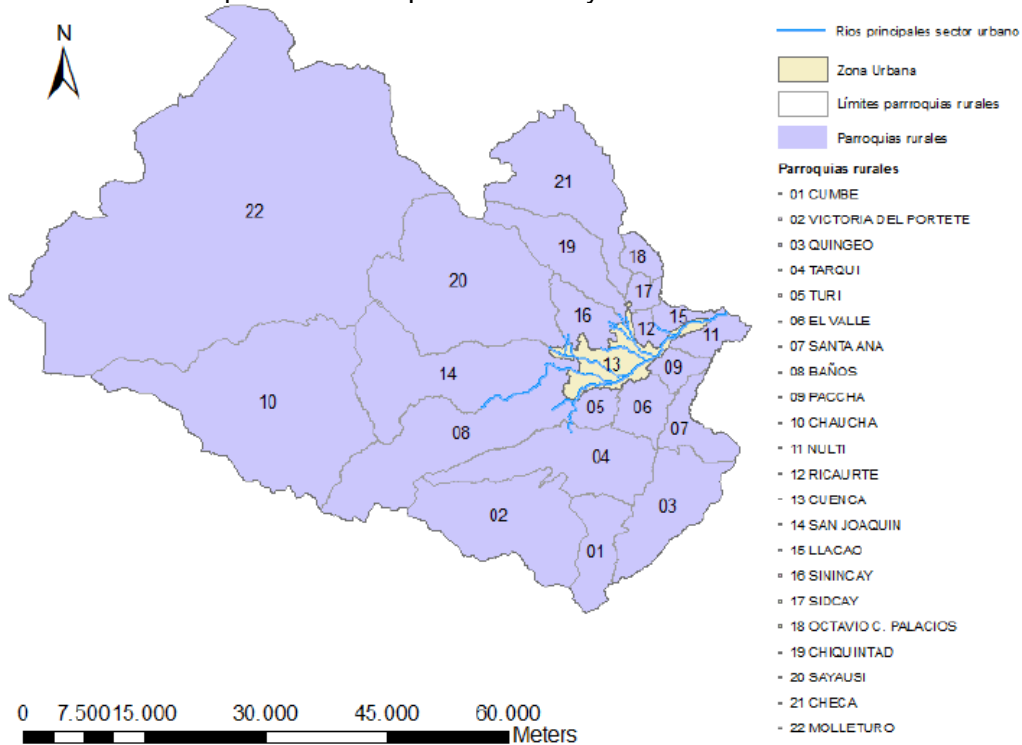 N
Rios principales sector urbano
Zona Urbana
Límites parrroquias rurales
Parroquias rurales
Parroquias rurales
01 CUMBE
02 VICTORIA DEL PORTETE
03 QUINGEO
04 TARQUI
05 TURI
06 EL VALLE
07 SANTA ANA
08 BAÑOS
09 PACCHA
10 CHAUCHA
11 NULTI
12 RICAURTE
13 CUENCA
14 SAN JOAQUIN
15 LLACAO
16 SININCAY
17 SIDCAY
18 OCTAVIO C. PALACIOS
19 CHIQUINTAD
20 SAYAUSI
21 CHECA
22 MOLLETURO
21
22
19
18
20
17
16
15
12
11
13
09
14
10
05
06
08
07
04
03
02
01
0 7.500 15.000 30.000 45.000 60.000
Meters